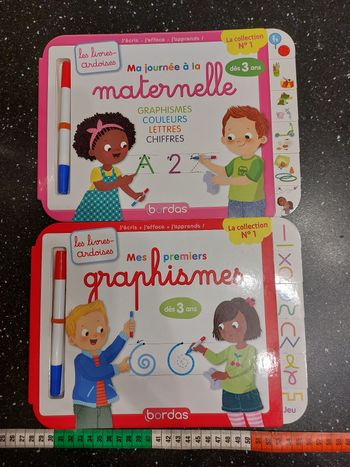 les livres-
ardoises
J'écris • j'efface • j'apprends !
La collection
N° 1
Ma journée à la
maternelle
dès 3 ans
GRAPHISMES
COULEURS
LETTRES
CHIFFRES
A 2
bordas
les livres-
ardoises
J'écris • j'efface • j'apprends !
La collection
N° 1
Mes premiers
graphismes
dès 3 ans
bordas
Jeu